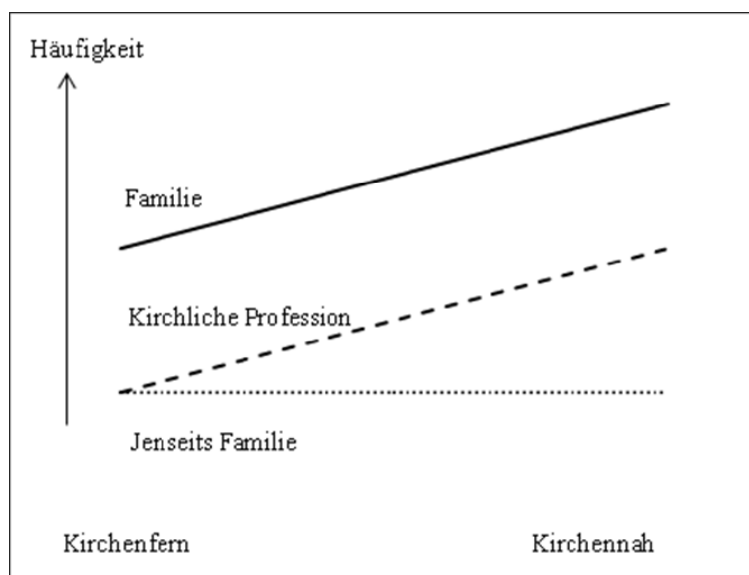 Häufigkeit
Familie
Kirchliche Profession
Jenseits Familie
Kirchenfern Kirchennah